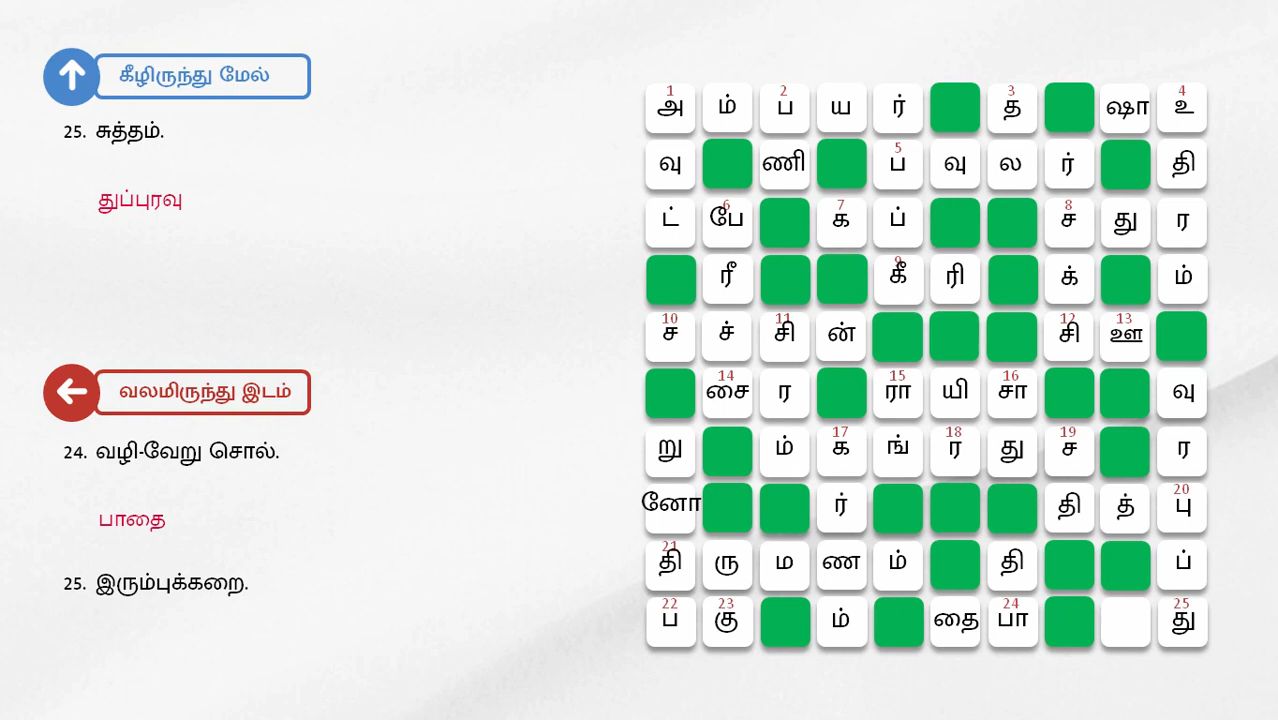 கீழிருந்து மேல்
25. சுத்தம்.
துப்புரவு
வலமிருந்து இடம்
24. வழி-வேறு சொல்.
பாதை
25. இரும்புக்கறை.
1 அ ம் 2 ப ய ர் 3 த ஷா 4 உ
வு ணி 5 ப வு ல ர் தி
ட் 6 பே 7 க ப் 8 ச து ர
ரீ 9 கீ ரி க் ம்
10 ச ச் 11 சி ன் 12 சி 13 ஊ
14 சை ர 15 ரா யி 16 சா வு
று ம் 17 க ங் 18 ர து 19 ச ர
னோ ர் தி த் 20 பு
21 தி ரு ம ண ம் தி ப்
22 ப 23 கு ம் தை 24 பா 25 து